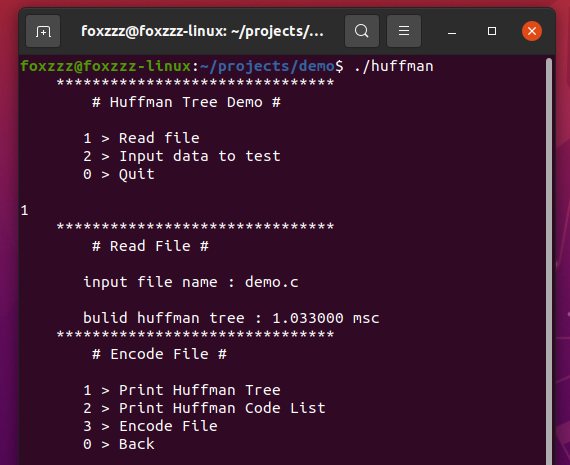 foxzzz@foxzzz-linux: ~/projects/...
foxzzz@foxzzz-linux:~/projects/demo$ ./huffman
*******************************
# Huffman Tree Demo #
1 > Read file
2 > Input data to test
0 > Quit
1
*******************************
# Read File #
input file name : demo.c
bulid huffman tree : 1.033000 msc
*******************************
# Encode File #
1 > Print Huffman Tree
2 > Print Huffman Code List
3 > Encode File
0 > Back